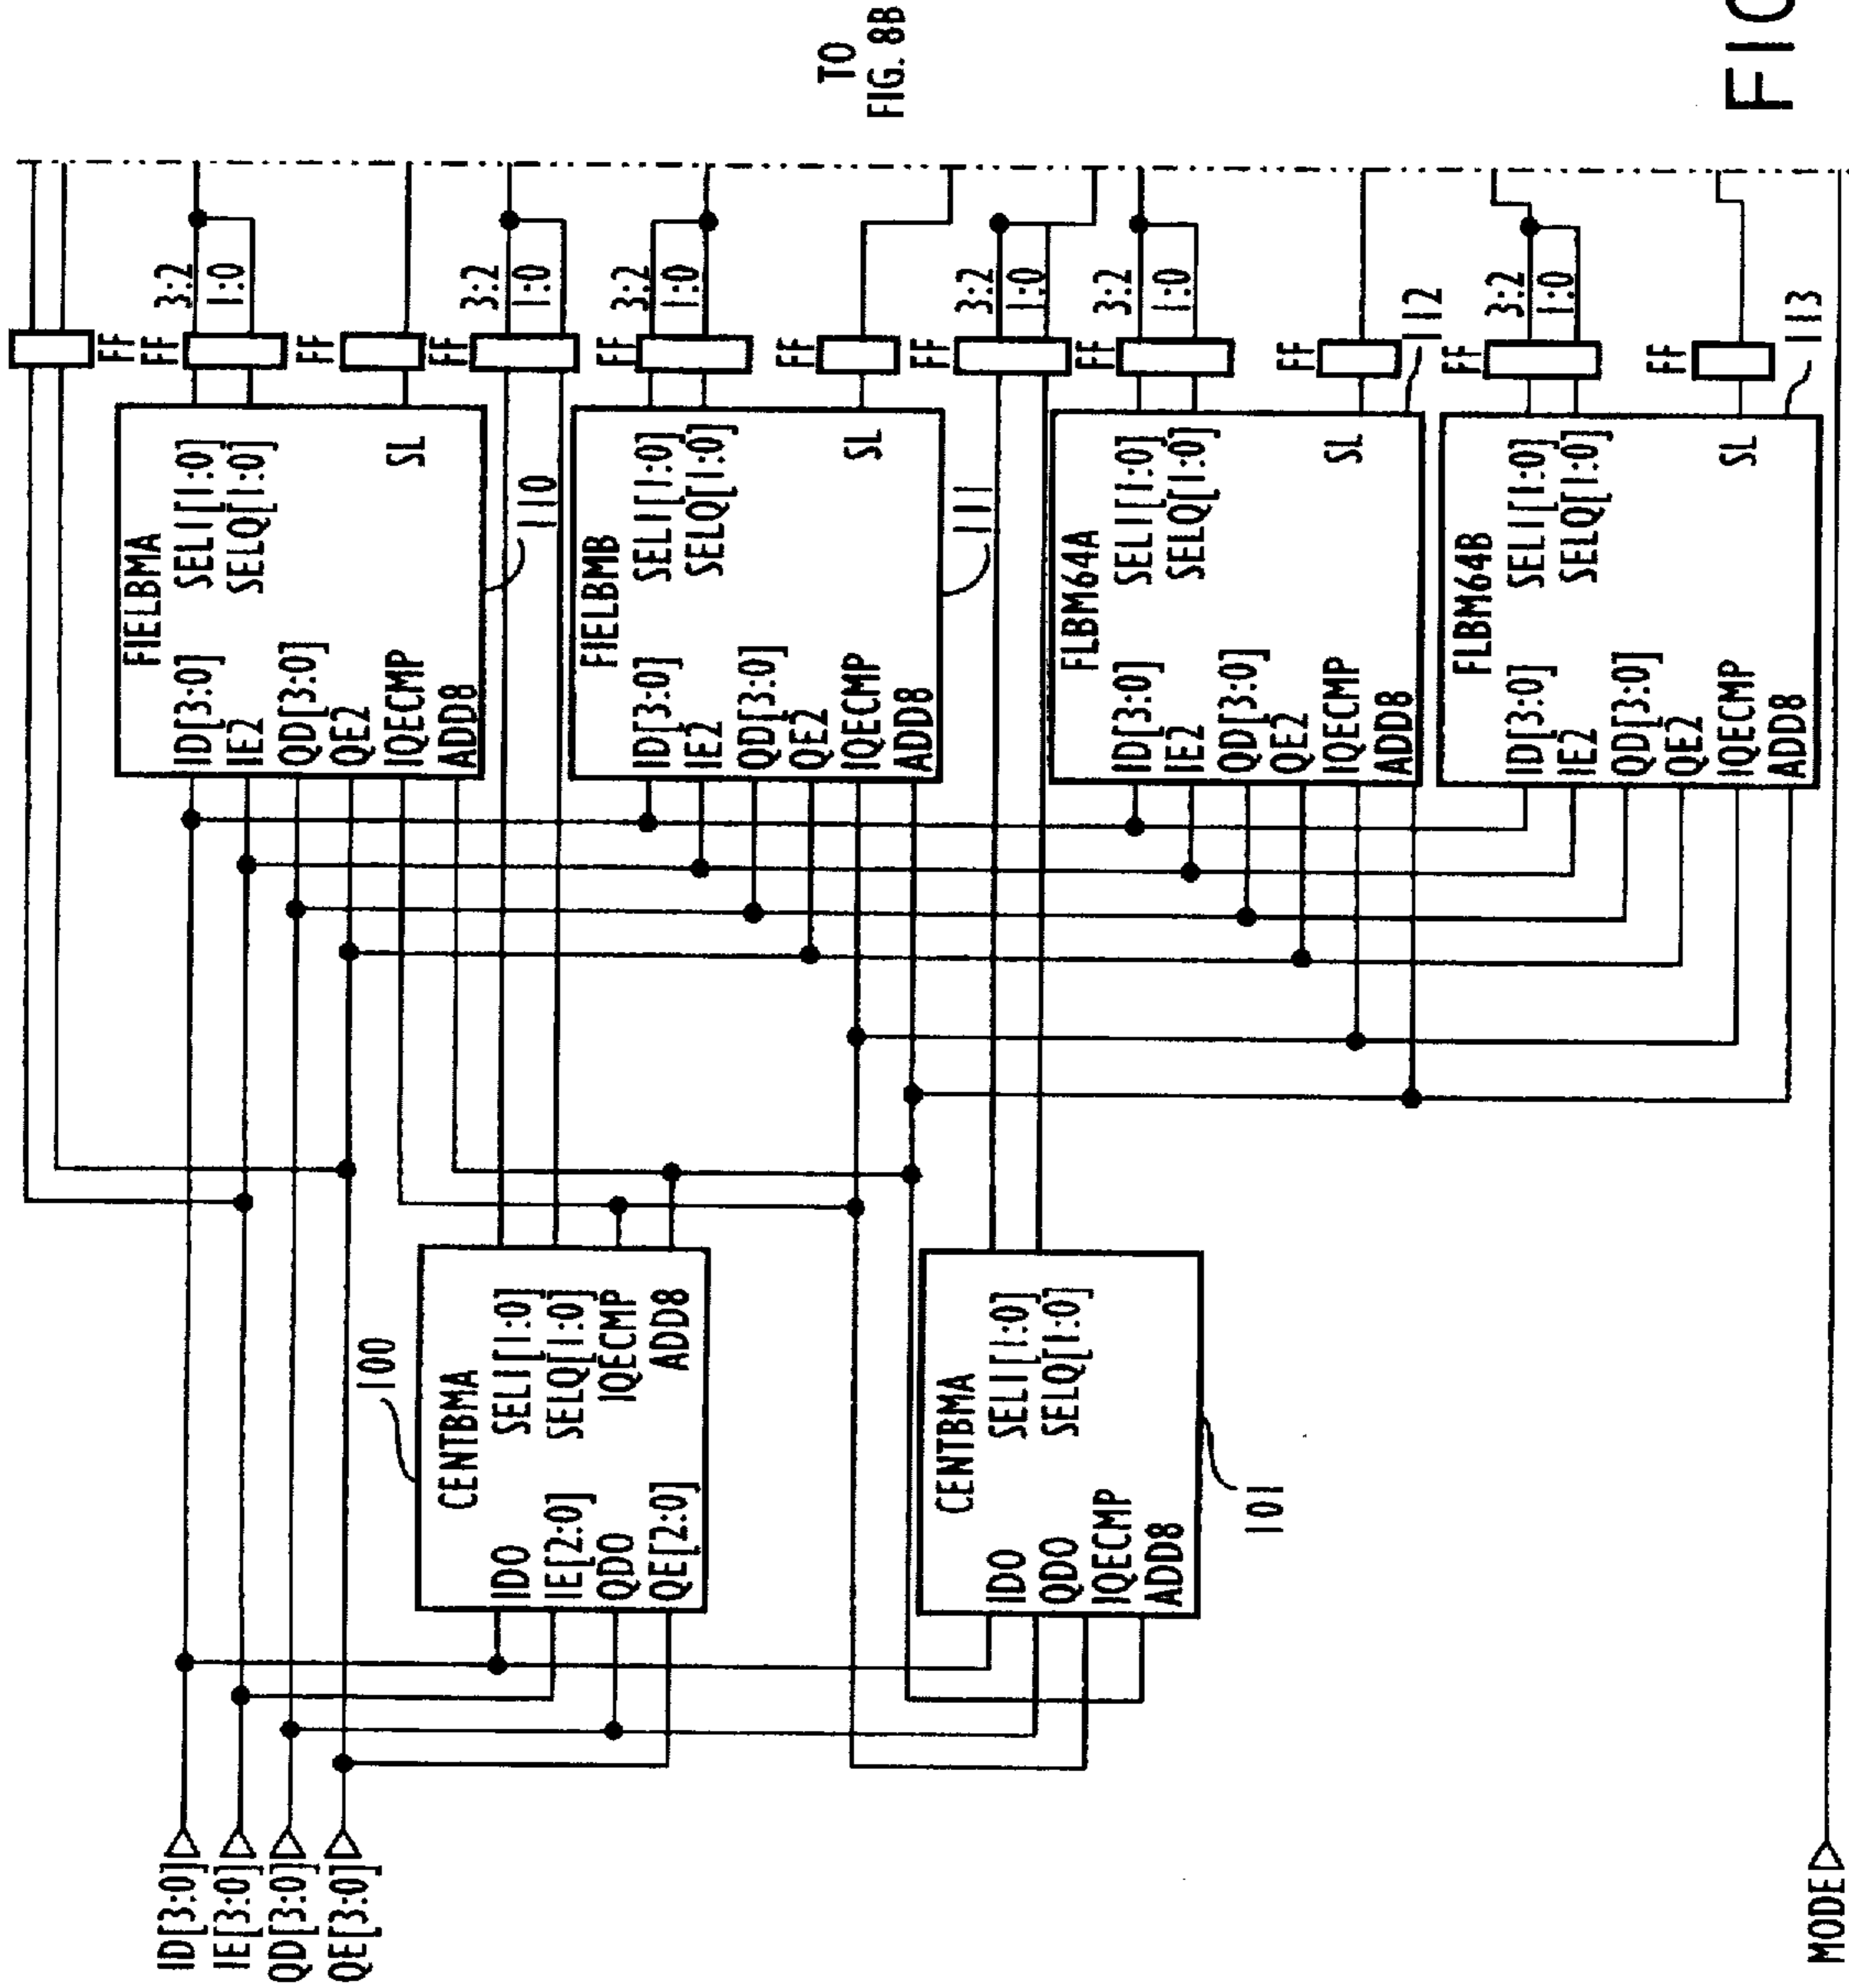 ID[3:0]
IE[3:0]
QD[3:0]
QE[3:0]
MODE
100
CENTBMA
ID0
IE[2:0]
QD0
QE[2:0]
SELI[1:0]
SELQ[1:0]
IQECMP
ADD8
CENTBMA
ID0
QD0
IQECMP
ADD8
SELI[1:0]
SELQ[1:0]
101
FIELBMA
ID[3:0]
IE2
QD[3:0]
QE2
IQECMP
ADD8
SELI[1:0]
SELQ[1:0]
SL
110
FIELBMB
ID[3:0]
IE2
QD[3:0]
QE2
IQECMP
ADD8
SELI[1:0]
SELQ[1:0]
SL
111
FLBM64A
ID[3:0]
IE2
QD[3:0]
QE2
IQECMP
ADD8
SELI[1:0]
SELQ[1:0]
SL
112
FLBM64B
ID[3:0]
IE2
QD[3:0]
QE2
IQECMP
ADD8
SELI[1:0]
SELQ[1:0]
SL
113
FF
FF
3:2
1:0
FF
FF
3:2
1:0
FF
3:2
1:0
FF
FF
3:2
1:0
FF
3:2
1:0
FF
FF
3:2
1:0
FF
TO
FIG. 8B